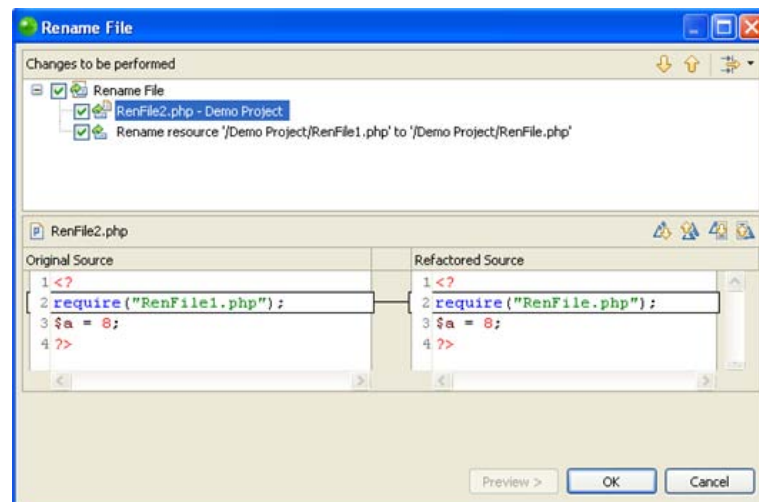 Rename File
Changes to be performed
Rename File
RenFile2.php - Demo Project
Rename resource '/Demo Project/RenFile1.php' to '/Demo Project/RenFile.php'
RenFile2.php
Original Source
Refactored Source
1 <?
2 require("RenFile1.php");
3 $a = 8;
4 ?>
1 <?
2 require("RenFile.php");
3 $a = 8;
4 ?>
Preview >
OK
Cancel